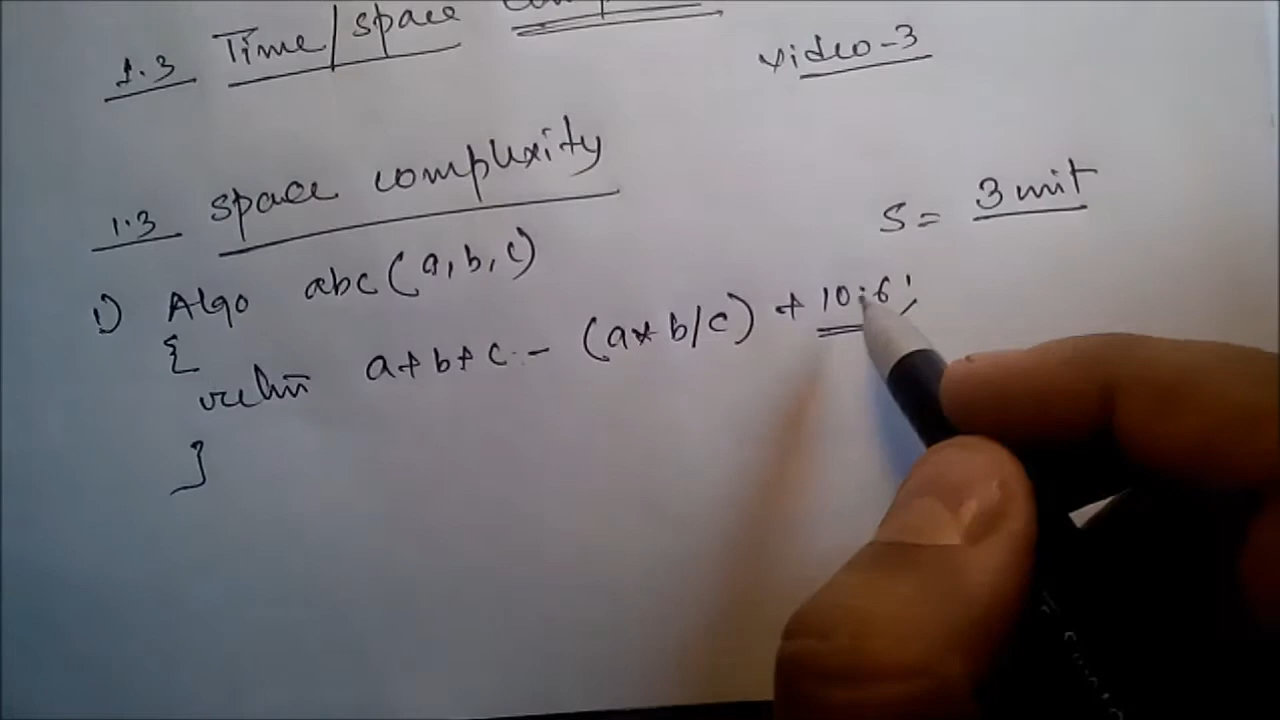 1.3 Time/space
video-3
1.3 space complexity
S = 3 unit
1) Algo abc(a, b, c)
{
return a+b+c - (a*b/c) + 10.6;
}